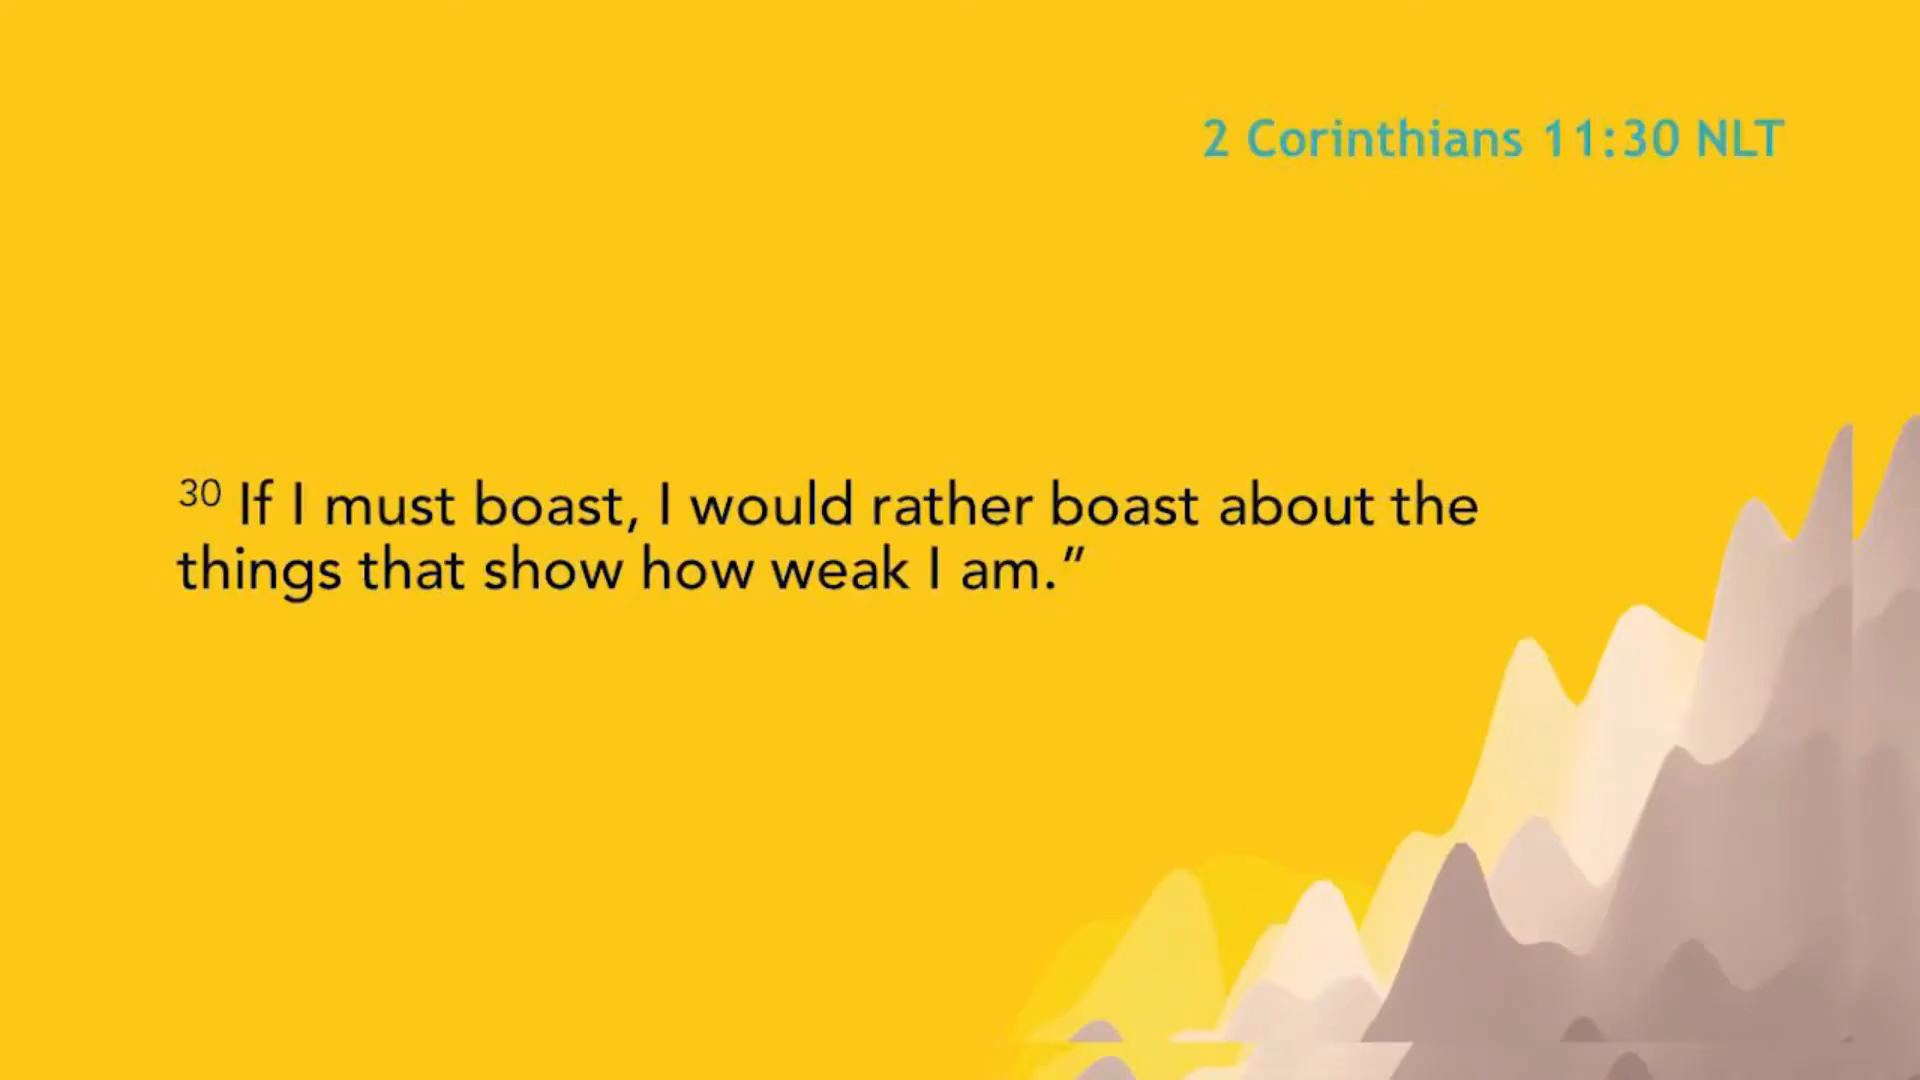 2 Corinthians 11:30 NLT
30 If I must boast, I would rather boast about the
things that show how weak I am.”